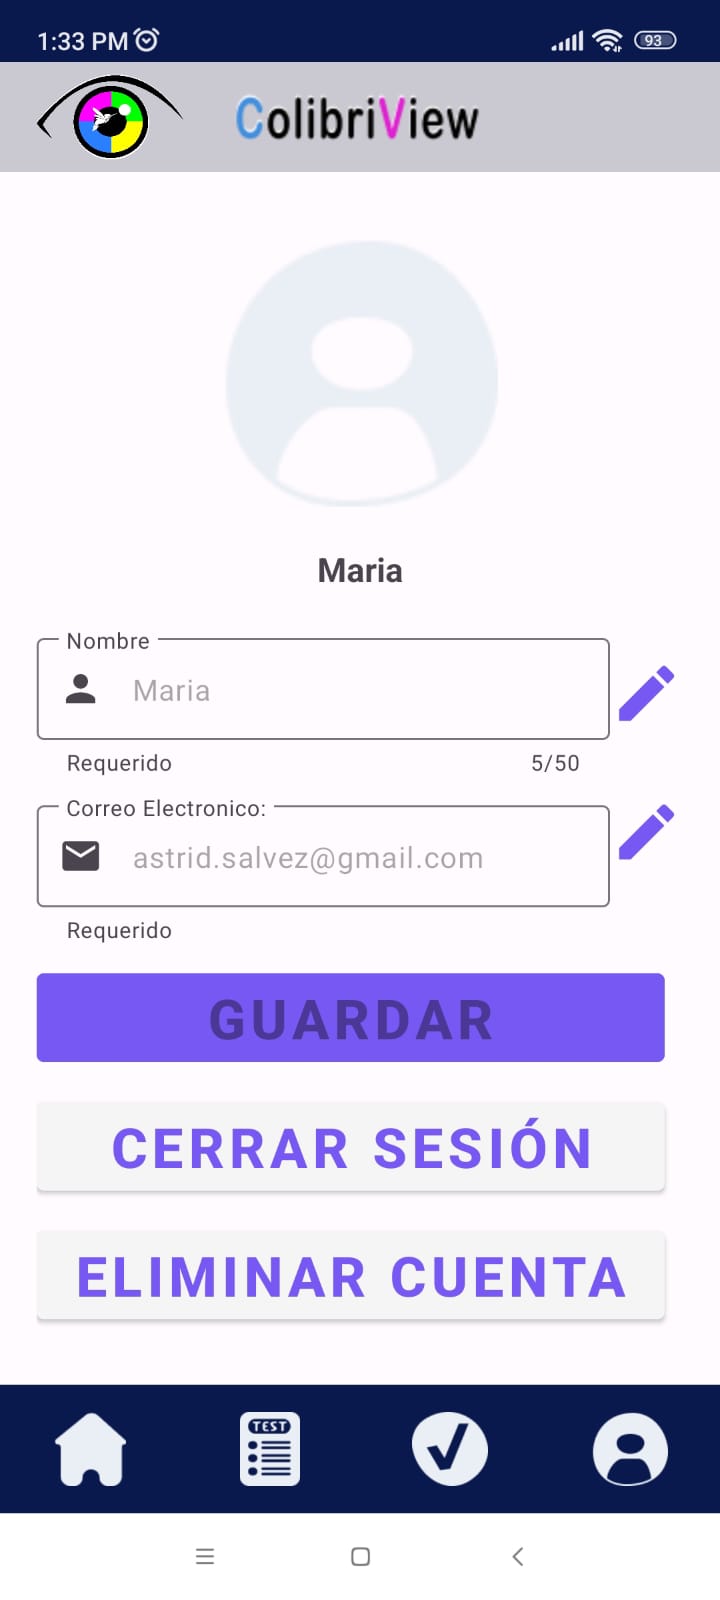 1:33 PM
93
ColibriView
Maria
Nombre
Maria
Requerido 5/50
Correo Electronico:
astrid.salvez@gmail.com
Requerido
GUARDAR
CERRAR SESIÓN
ELIMINAR CUENTA
TEST